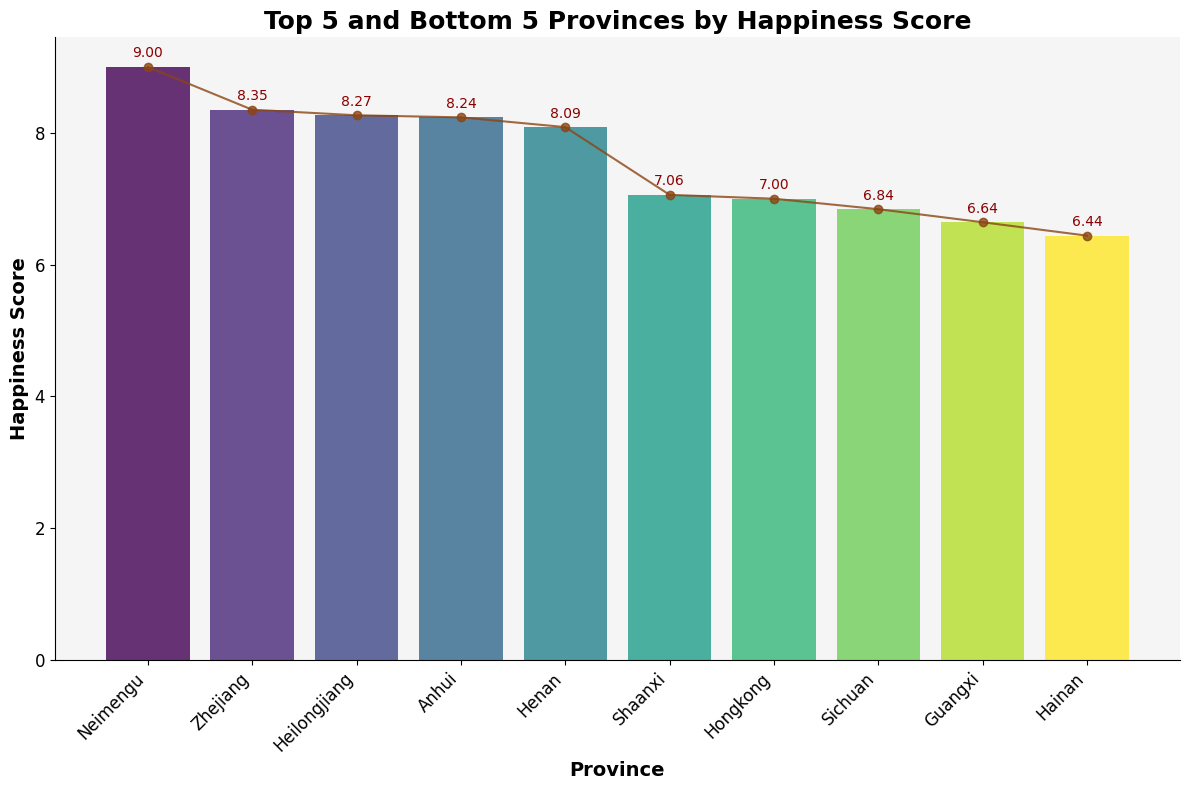 Top 5 and Bottom 5 Provinces by Happiness Score
9.00
8.35
8.27
8.24
8.09
7.06
7.00
6.84
6.64
6.44
Happiness Score
8
6
4
2
0
Neimengu
Zhejiang
Heilongjiang
Anhui
Henan
Shaanxi
Hongkong
Sichuan
Guangxi
Hainan
Province